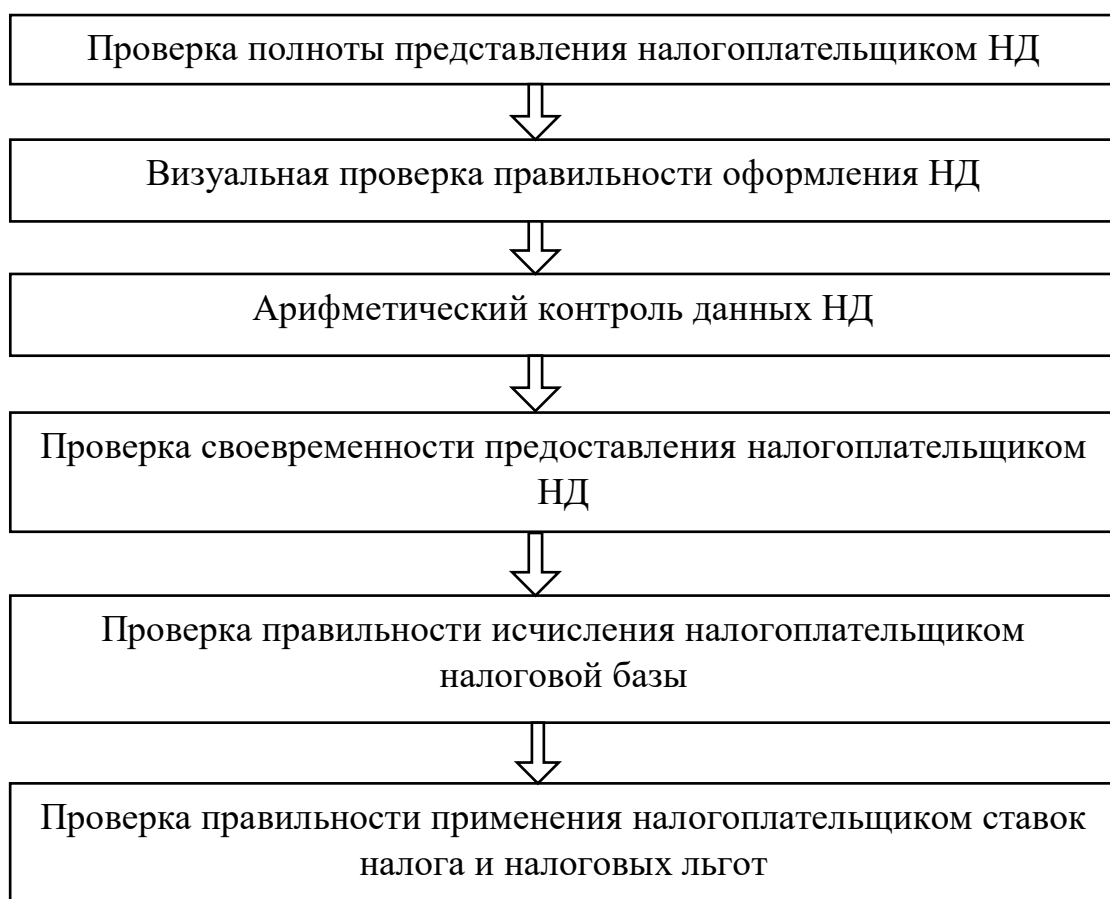 Проверка полноты представления налогоплательщиком НД
Визуальная проверка правильности оформления НД
Арифметический контроль данных НД
Проверка своевременности предоставления налогоплательщиком
НД
Проверка правильности исчисления налогоплательщиком
налоговой базы
Проверка правильности применения налогоплательщиком ставок
налога и налоговых льгот